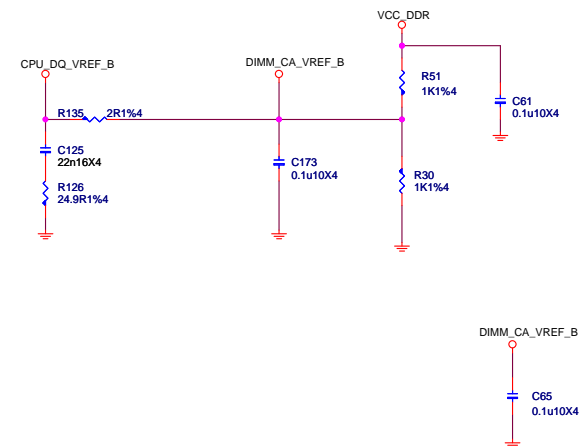 VCC_DDR
CPU_DQ_VREF_B
DIMM_CA_VREF_B
R51
1K1%4
C61
0.1u10X4
R135
2R1%4
C125
22n16X4
C173
0.1u10X4
R30
1K1%4
R126
24.9R1%4
DIMM_CA_VREF_B
C65
0.1u10X4